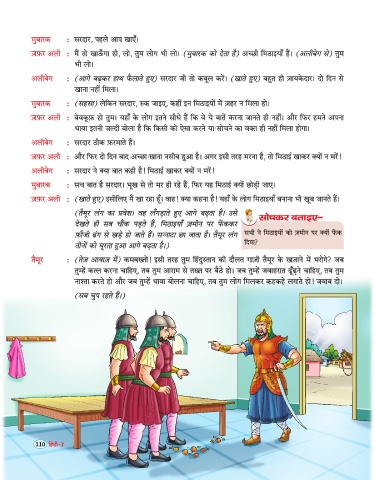 मुबारक : सरदार, पहले आप खाएँ।
ज़फ़र अली : मैं तो खाऊँगा ही, लो, तुम लोग भी लो। (मुबारक को देता है) अच्छी मिठाइयाँ हैं। (अलीबेग से) तुम
भी लो।
अलीबेग : (आगे बढ़कर हाथ फैलाते हुए) सरदार जी तो कबूल करें। (खाते हुए) बहुत ही ज़ायकेदार। दो दिन से
खाना नहीं मिला।
मुबारक : (सहसा) लेकिन सरदार, रुक जाइए, कहीं इन मिठाइयों में ज़हर न मिला हो।
ज़फ़र अली : बेवकूफ़ हो तुम। यहाँ के लोग इतने सीधे हैं कि वे ये बातें करना जानते ही नहीं। और फिर हमने अपना
धावा इतनी जल्दी बोला है कि किसी को ऐसा करने या सोचने का वक्त ही नहीं मिला होगा।
अलीबेग : सरदार ठीक फ़रमाते हैं।
ज़फ़र अली : और फिर दो दिन बाद अच्छा खाना नसीब हुआ है। अगर इसी तरह मरना है, तो मिठाई खाकर क्यों न मरें!
अलीबेग : सरदार ने क्या बात कही है! मिठाई खाकर क्यों न मरें!
मुबारक : सच बात है सरदार। भूख से तो मर ही रहे हैं, फिर यह मिठाई क्यों छोड़ी जाए।
ज़फ़र अली : (खाते हुए) इसीलिए मैं खा रहा हूँ। वाह! क्या कहना है! यहाँ के लोग मिठाइयाँ बनाना भी खूब जानते हैं।
(तैमूर लंग का प्रवेश। वह लँगड़ाते हुए आगे बढ़ता है। उसे
देखते ही सब चौंक पड़ते हैं, मिठाइयाँ ज़मीन पर फेंककर
फ़ौजी ढंग से खड़े हो जाते हैं। सन्नाटा छा जाता है। तैमूर लंग
तीनों को घूरता हुआ आगे बढ़ता है।)
सोचकर बताइए–
सभी ने मिठाइयों को ज़मीन पर क्यों फेंक
दिया?
तैमूर : (तेज़ आवाज़ में) कमबख्तो! इसी तरह तुम हिंदुस्तान की दौलत गाज़ी तैमूर के खज़ाने में भरोगे? जब
तुम्हें कत्ल करना चाहिए, तब तुम आराम से तख्त पर बैठे हो। जब तुम्हें जवाहरात ढूँढ़ने चाहिए, तब तुम
नाश्ता करते हो और जब तुम्हें धावा बोलना चाहिए, तब तुम लोग मिलकर कहकहे लगाते हो। जवाब दो।
(सब चुप रहते हैं।)
110 हिंदी-7